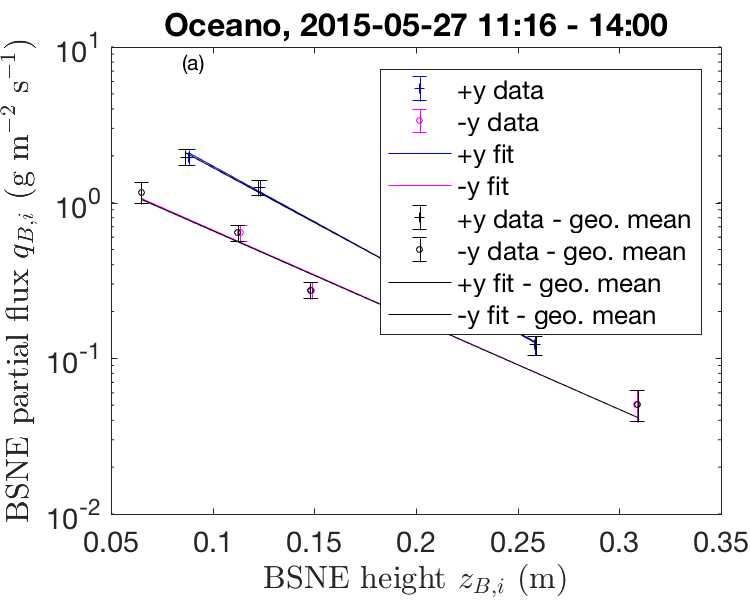 Oceano, 2015-05-27 11:16 - 14:00
(a)
+y data
-y data
+y fit
-y fit
+y data - geo. mean
-y data - geo. mean
+y fit - geo. mean
-y fit - geo. mean
BSNE partial flux q_{B,i} (g m^{-2} s^{-1})
10^1
10^0
10^{-1}
10^{-2}
0.05 0.1 0.15 0.2 0.25 0.3 0.35
BSNE height z_{B,i} (m)